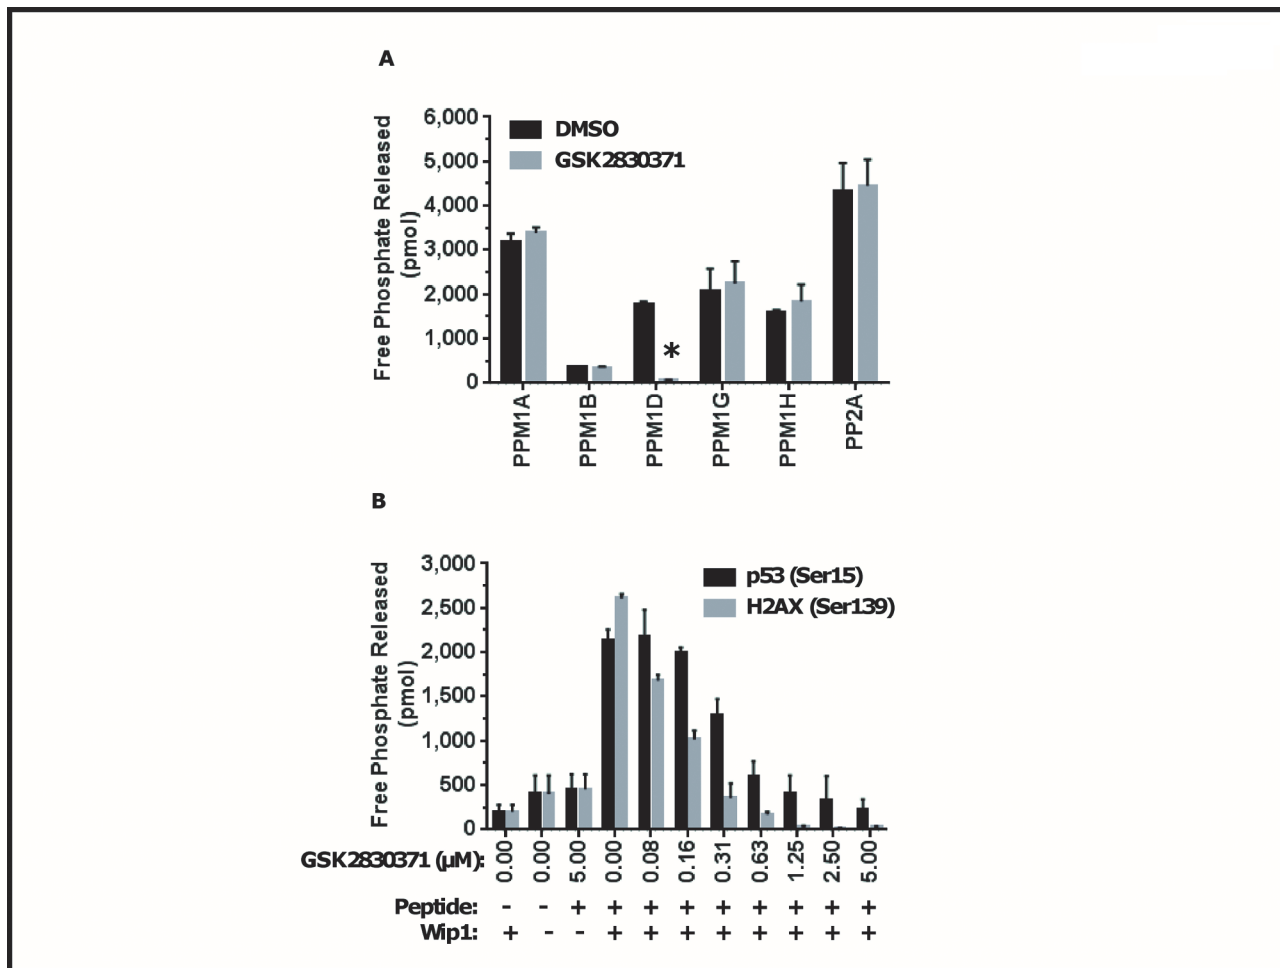 A
6,000
5,000
4,000
3,000
2,000
1,000
0
Free Phosphate Released
(pmol)
DMSO
GSK2830371
*
PPM1A
PPM1B
PPM1D
PPM1G
PPM1H
PP2A
B
3,000
2,500
2,000
1,500
1,000
500
0
Free Phosphate Released
(pmol)
p53 (Ser15)
H2AX (Ser139)
GSK2830371 (µM): 0.00 0.00 5.00 0.00 0.08 0.16 0.31 0.63 1.25 2.50 5.00
Peptide: - - + + + + + + + + +
Wip1: + - - + + + + + + + +